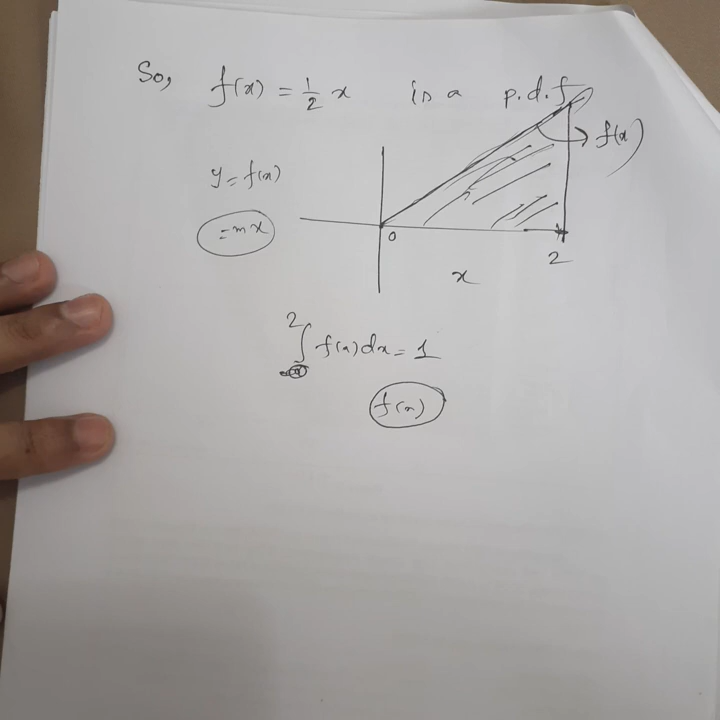 So, f(x) = 1/2 x is a p.d.f
f(x)
y = f(x)
= mx
0
2
x
2
∫ f(x)dx = 1
f(x)